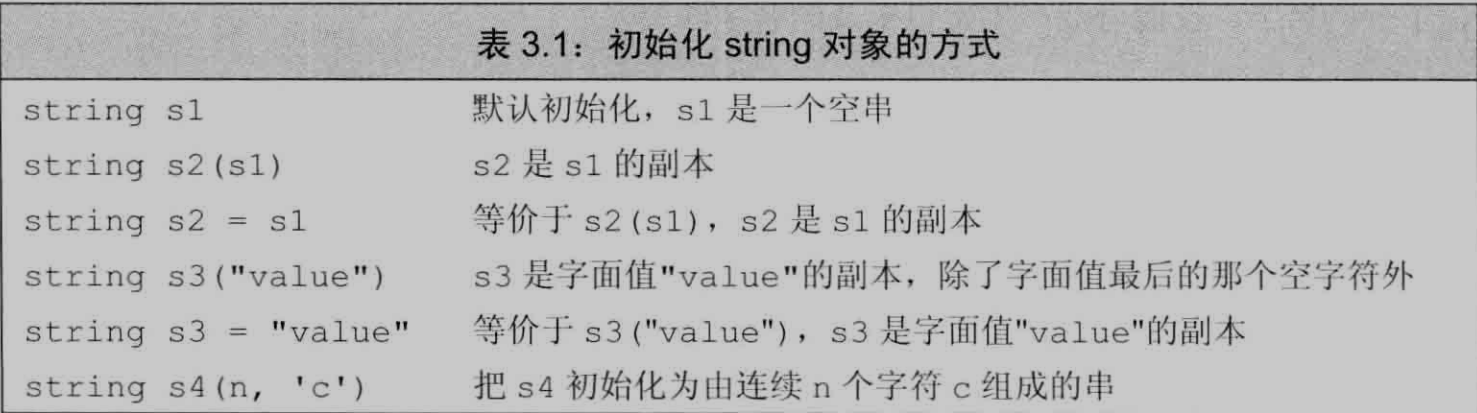 表 3.1：初始化 string 对象的方式
string s1 默认初始化，s1 是一个空串
string s2(s1) s2 是 s1 的副本
string s2 = s1 等价于 s2(s1)，s2 是 s1 的副本
string s3("value") s3 是字面值"value"的副本，除了字面值最后的那个空字符外
string s3 = "value" 等价于 s3("value")，s3 是字面值"value"的副本
string s4(n, 'c') 把 s4 初始化为由连续 n 个字符 c 组成的串